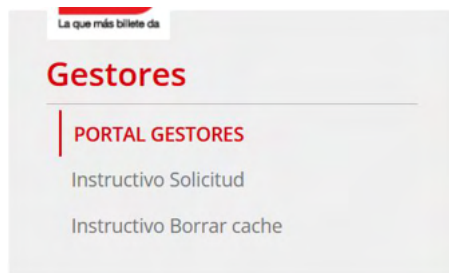 La que más billete da
Gestores
PORTAL GESTORES
Instructivo Solicitud
Instructivo Borrar cache